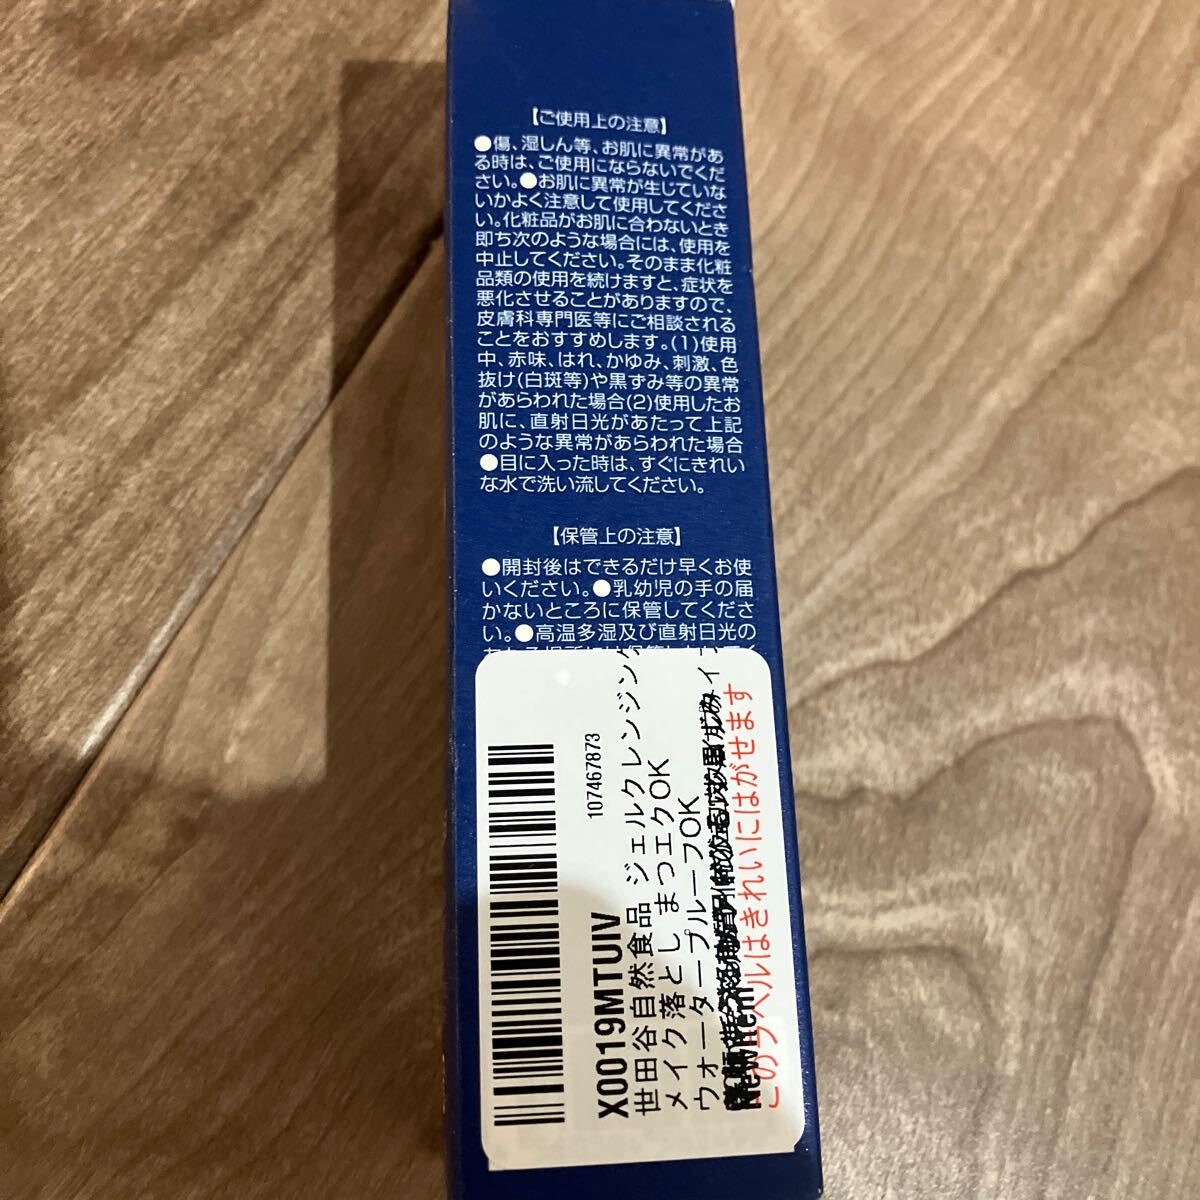 【ご使用上の注意】
●傷、湿しん等、お肌に異常があ
る時は、ご使用にならないでくだ
さい。●お肌に異常が生じていな
いかよく注意して使用してくださ
い。化粧品がお肌に合わないとき
即ち次のような場合には、使用を
中止してください。そのまま化粧
品類の使用を続けますと、症状を
悪化させることがありますので、
皮膚科専門医等にご相談される
ことをおすすめします。(1)使用
中、赤味、はれ、かゆみ、刺激、色
抜け(白斑等)や黒ずみ等の異常
があらわれた場合(2)使用したお
肌に、直射日光があたって上記
のような異常があらわれた場合
●目に入った時は、すぐにきれい
な水で洗い流してください。
【保管上の注意】
●開封後はできるだけ早くお使
いください。●乳幼児の手の届
かないところに保管してくださ
い。●高温多湿及び直射日光の
107467873
X0019MTUIV
世田谷自然食品 ジェルクレンジング
メイク落とし まつエクOK
ウォータープルーフOK
New item
このラベルはきれいにはがせます